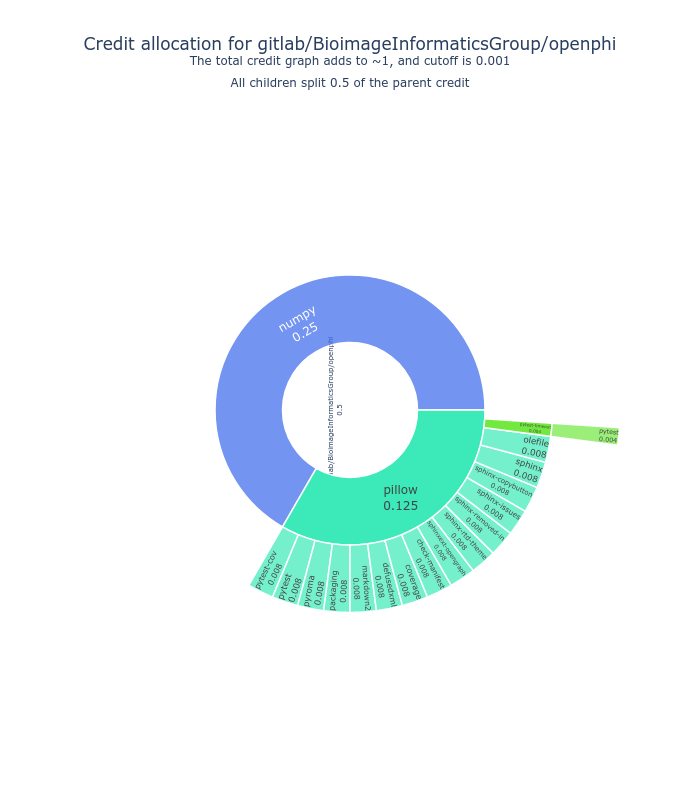 Credit allocation for gitlab/BioimageInformaticsGroup/openphi
The total credit graph adds to ~1, and cutoff is 0.001
All children split 0.5 of the parent credit
numpy
0.25
lab/BioimageInformaticsGroup/openphi
0.5
pillow
0.125
pytest
0.004
olefile
0.008
sphinx
0.008
sphinx-copybutton
0.008
sphinx-issues
0.008
sphinx-removed-in
0.008
sphinx-rtd-theme
0.008
sphinxext-opengraph
0.008
check-manifest
0.008
coverage
0.008
defusedxml
0.008
markdown2
0.008
packaging
0.008
pyroma
0.008
pytest
0.008
pytest-cov
0.008